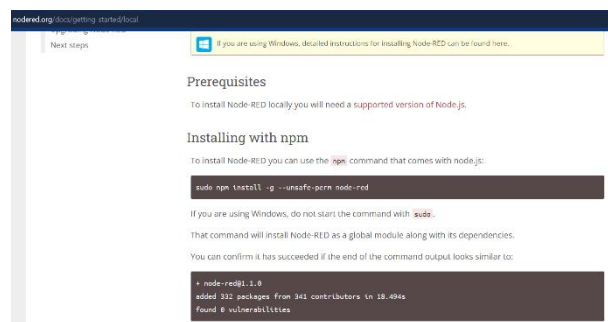 nodered.org/docs/getting-started/local
Next steps
If you are using Windows, detailed instructions for installing Node-RED can be found here.
Prerequisites
To install Node-RED locally you will need a supported version of Node.js.
Installing with npm
To install Node-RED you can use the npm command that comes with node.js:
sudo npm install -g --unsafe-perm node-red
If you are using Windows, do not start the command with sudo.
That command will install Node-RED as a global module along with its dependencies.
You can confirm it has succeeded if the end of the command output looks similar to:
+ node-red@1.1.0
added 332 packages from 341 contributors in 18.494s
found 0 vulnerabilities